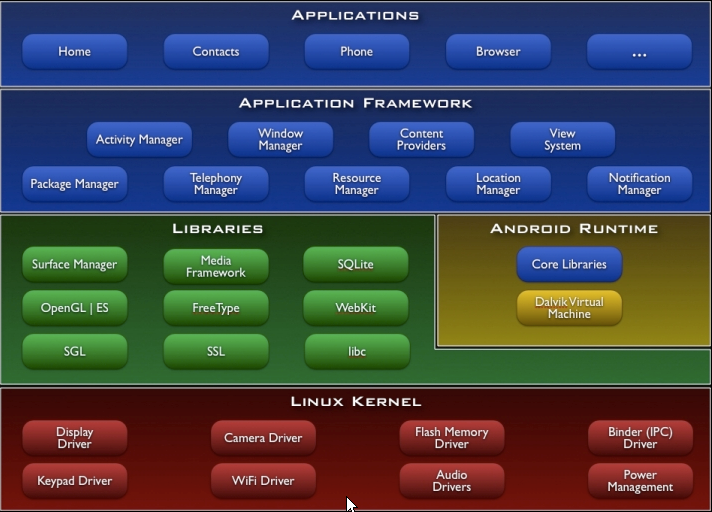 APPLICATIONS
Home
Contacts
Phone
Browser
...
APPLICATION FRAMEWORK
Activity Manager
Window
Manager
Content
Providers
View
System
Package Manager
Telephony
Manager
Resource
Manager
Location
Manager
Notification
Manager
LIBRARIES
Surface Manager
Media
Framework
SQLite
OpenGL | ES
FreeType
WebKit
SGL
SSL
libc
ANDROID RUNTIME
Core Libraries
Dalvik Virtual
Machine
LINUX KERNEL
Display
Driver
Camera Driver
Flash Memory
Driver
Binder (IPC)
Driver
Keypad Driver
WiFi Driver
Audio
Drivers
Power
Management